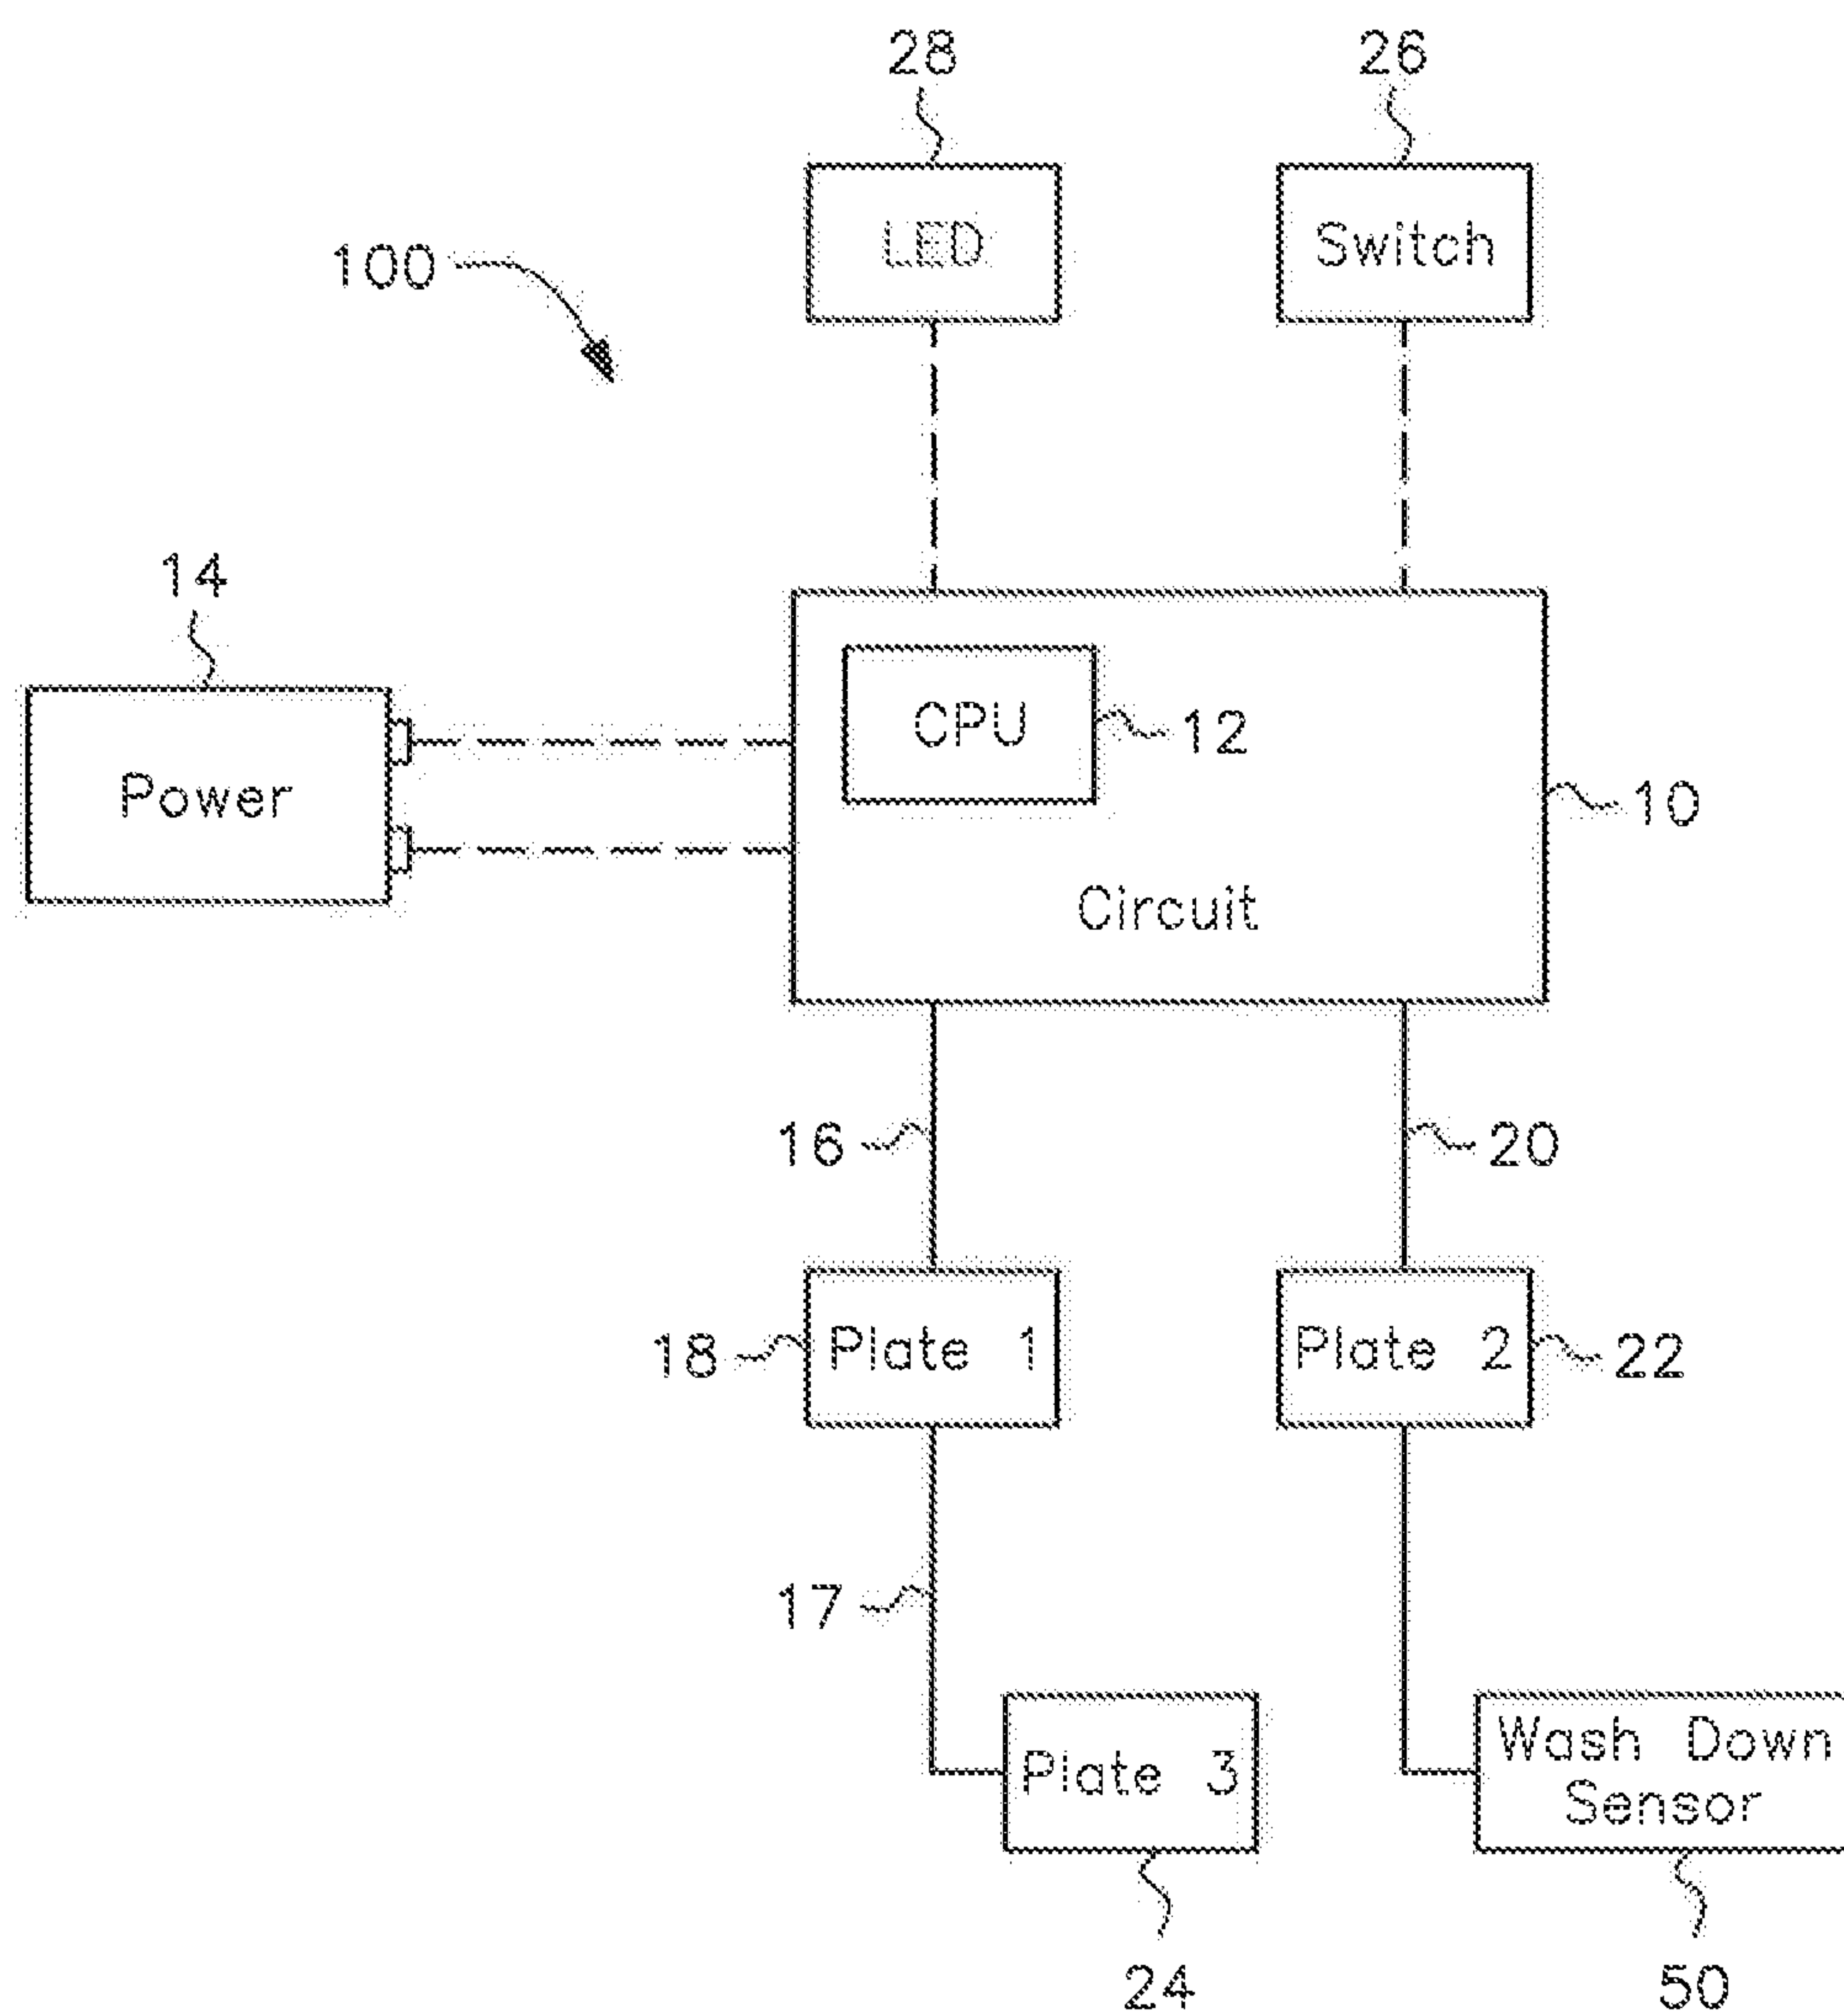 28
26
LED
Switch
100
14
CPU
12
Power
10
Circuit
16
20
18
Plate 1
Plate 2
22
17
Wash Down
Plate 3
Sensor
24
50